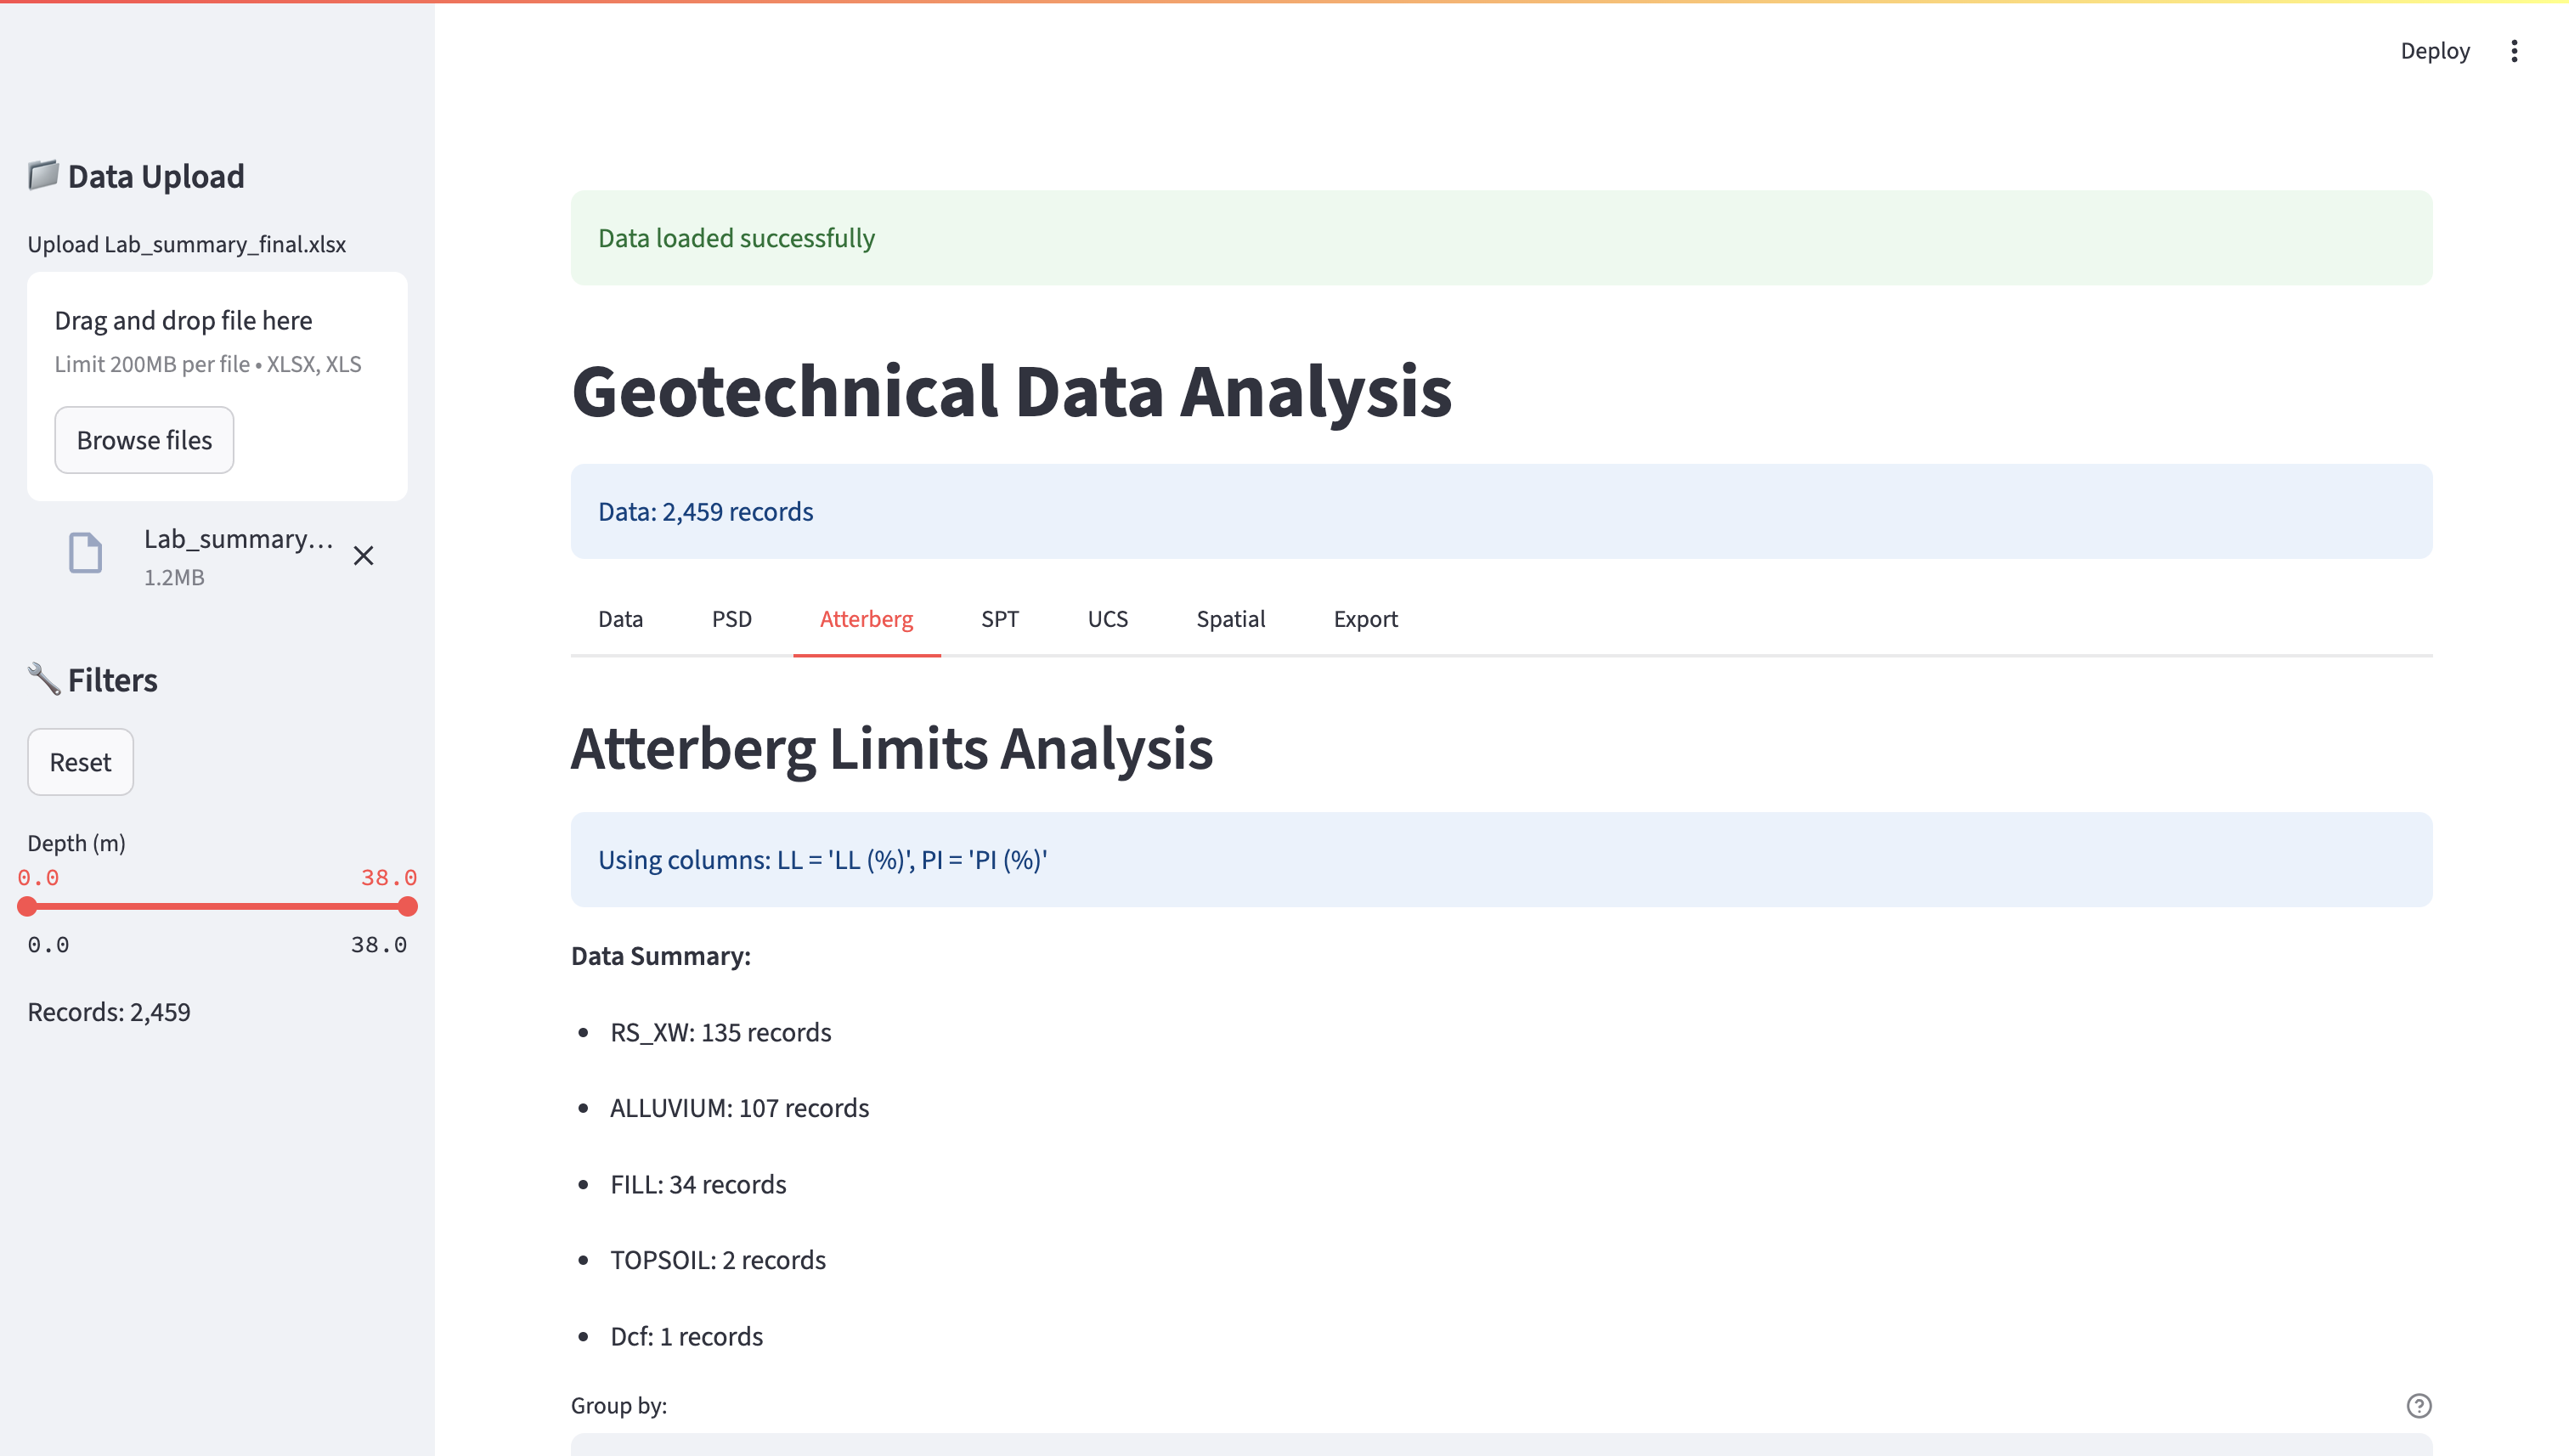 Deploy
Data Upload
Upload Lab_summary_final.xlsx
Drag and drop file here
Limit 200MB per file • XLSX, XLS
Browse files
Lab_summary...
1.2MB
Filters
Reset
Depth (m)
0.0 38.0
0.0 38.0
Records: 2,459
Data loaded successfully
Geotechnical Data Analysis
Data: 2,459 records
Data PSD Atterberg SPT UCS Spatial Export
Atterberg Limits Analysis
Using columns: LL = 'LL (%)', PI = 'PI (%)'
Data Summary:
• RS_XW: 135 records
• ALLUVIUM: 107 records
• FILL: 34 records
• TOPSOIL: 2 records
• Dcf: 1 records
Group by: